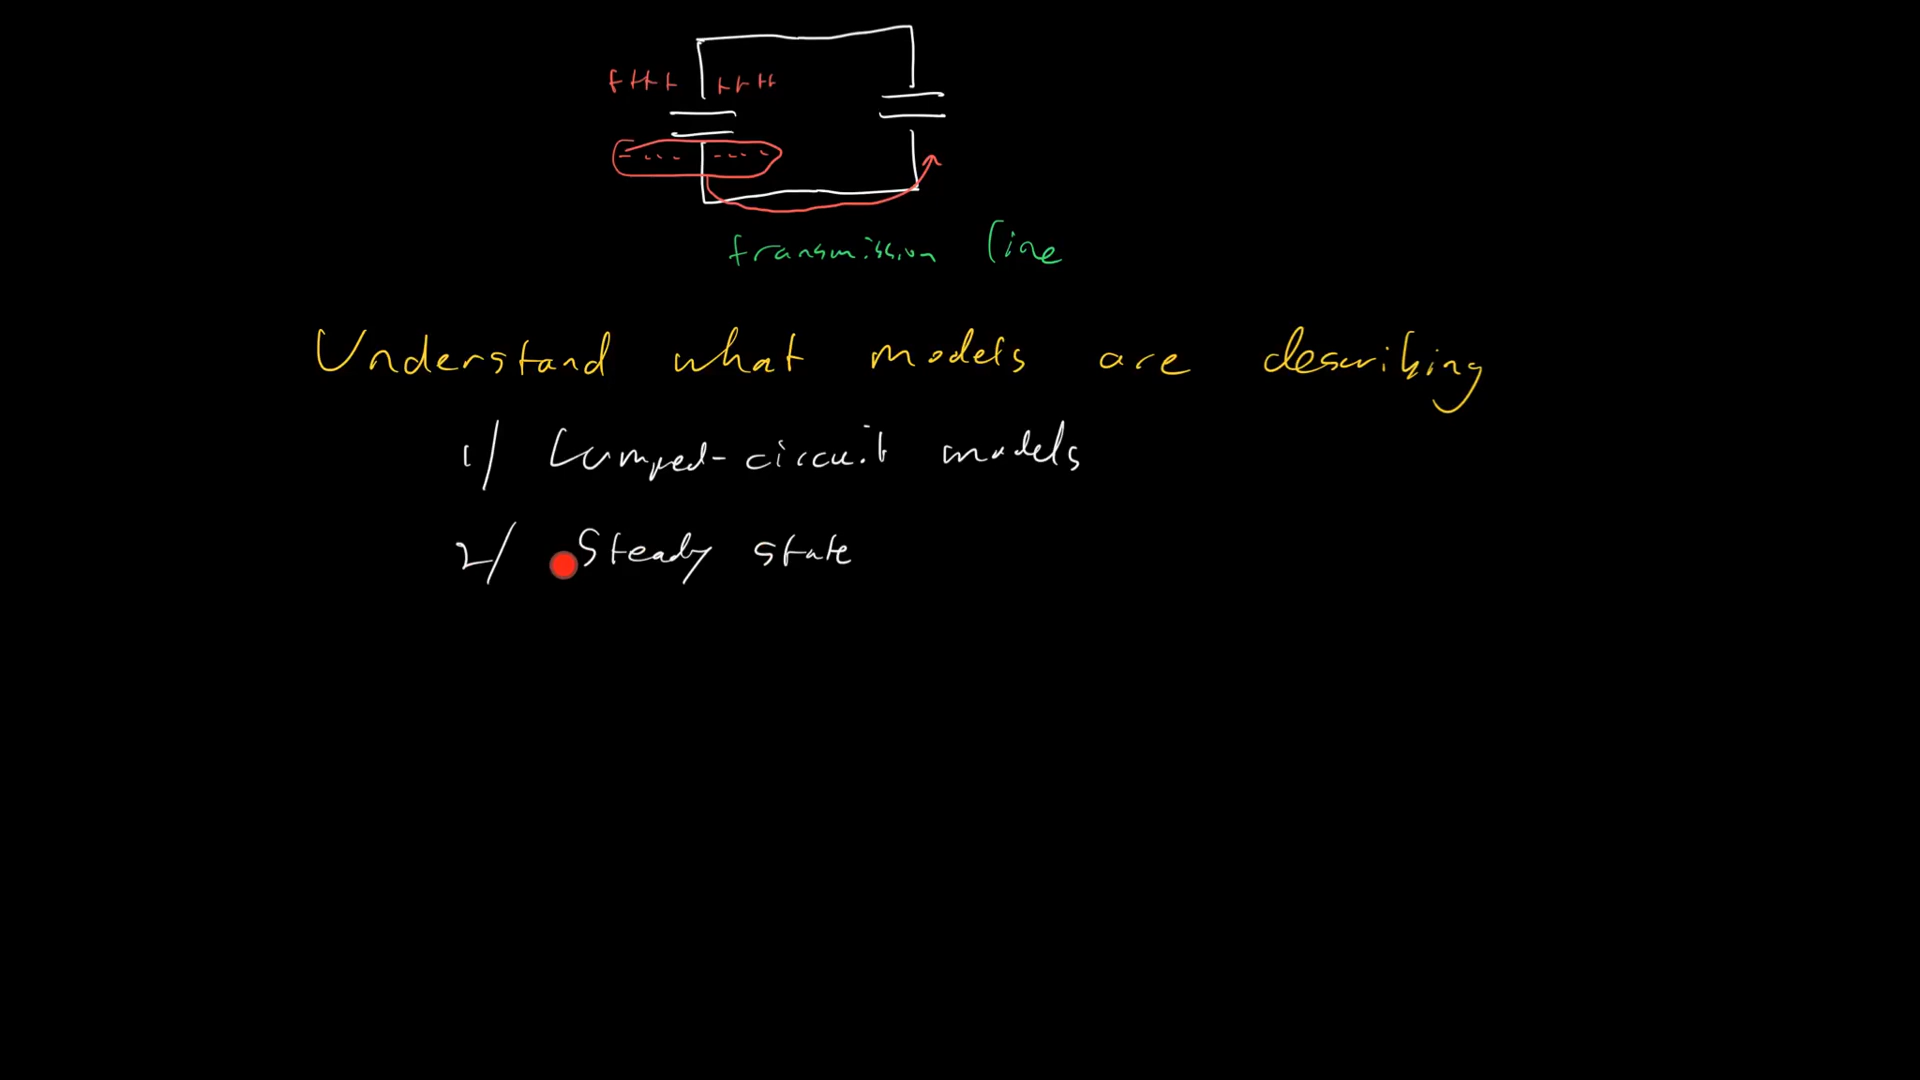 ++++ ++++
- ... - ...
transmission line
Understand what models are describing
1/ Lumped-circuit models
2/ Steady state